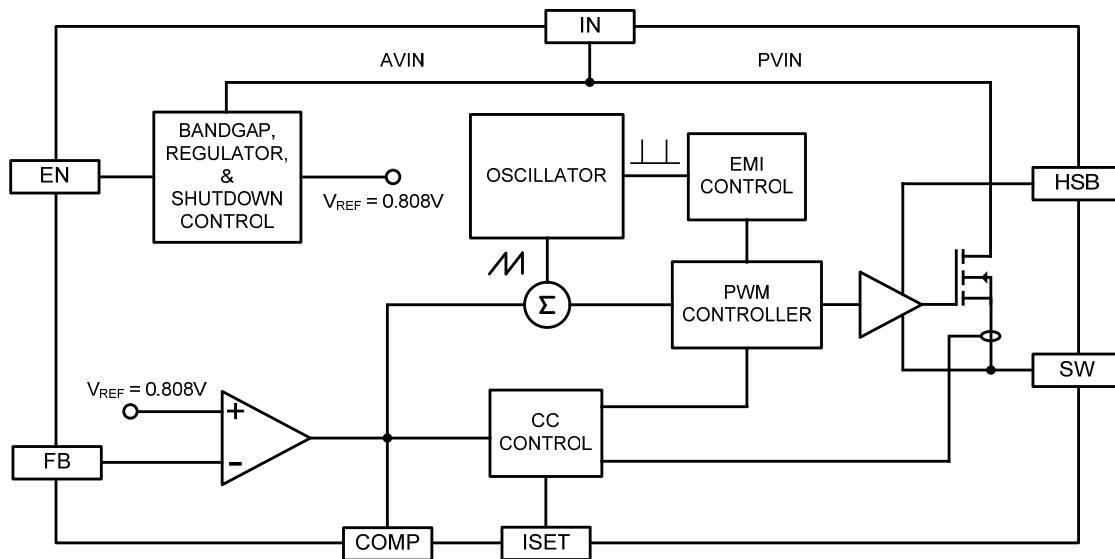 IN
AVIN
PVIN
BANDGAP,
REGULATOR,
&
SHUTDOWN
CONTROL
EN
VREF = 0.808V
OSCILLATOR
EMI
CONTROL
HSB
Σ
PWM
CONTROLLER
SW
VREF = 0.808V
+
-
FB
CC
CONTROL
COMP
ISET